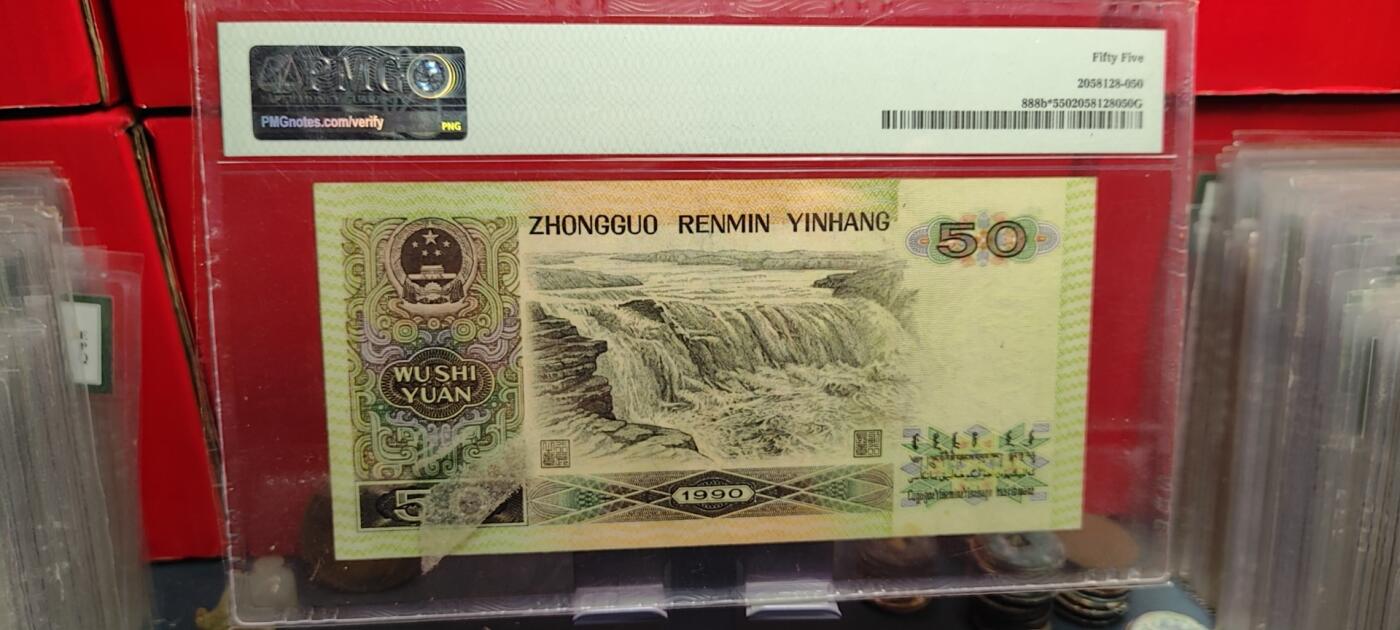 PMG
PMGnotes.com/verify
PNG
Fifty Five
2058128-050
888b*5502058128050G
ZHONGGUO RENMIN YINHANG
50
WU SHI
YUAN
5
1990